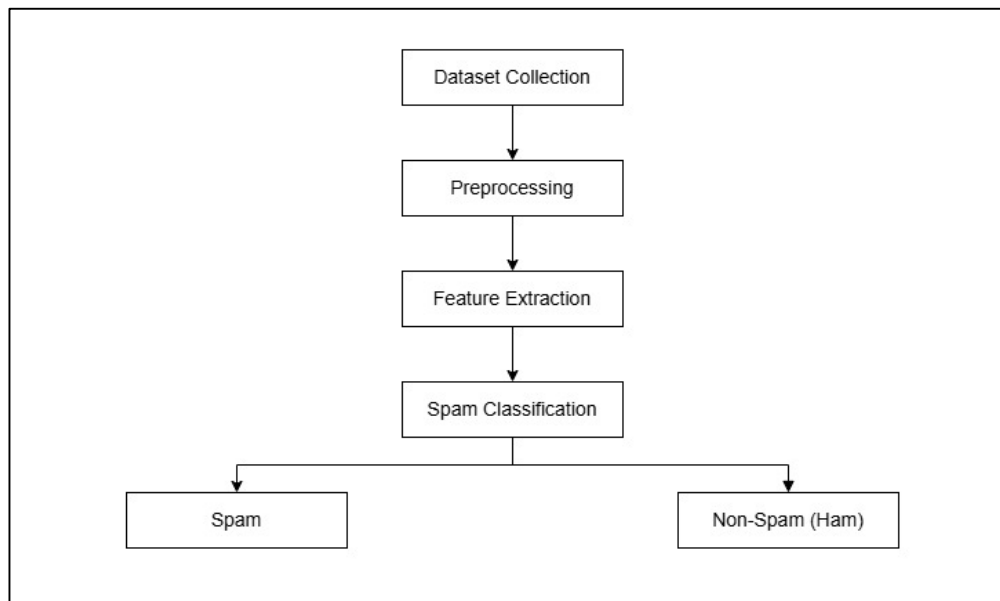 Dataset Collection
Preprocessing
Feature Extraction
Spam Classification
Spam
Non-Spam (Ham)